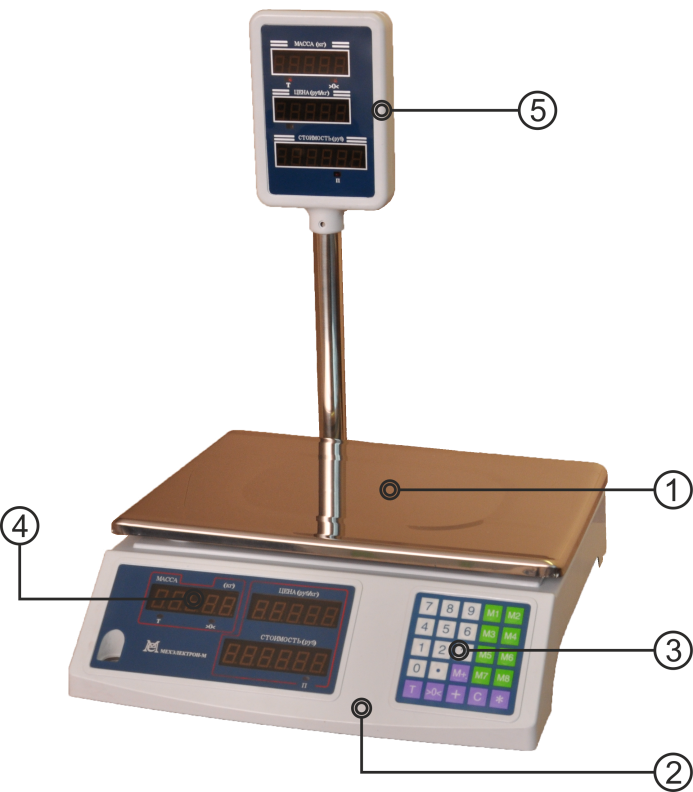 МАССА (кг)
Т >0<
ЦЕНА (руб/кг)
СТОИМОСТЬ (руб)
П
5
1
4
МАССА (кг)
ЦЕНА (руб/кг)
Т >0<
СТОИМОСТЬ (руб)
МЕХЭЛЕКТРОН-М
П
7 8 9 M1 M2
4 5 6 M3 M4
1 2 M5 M6
0 • M+ M7 M8
T >0< + C *
3
2